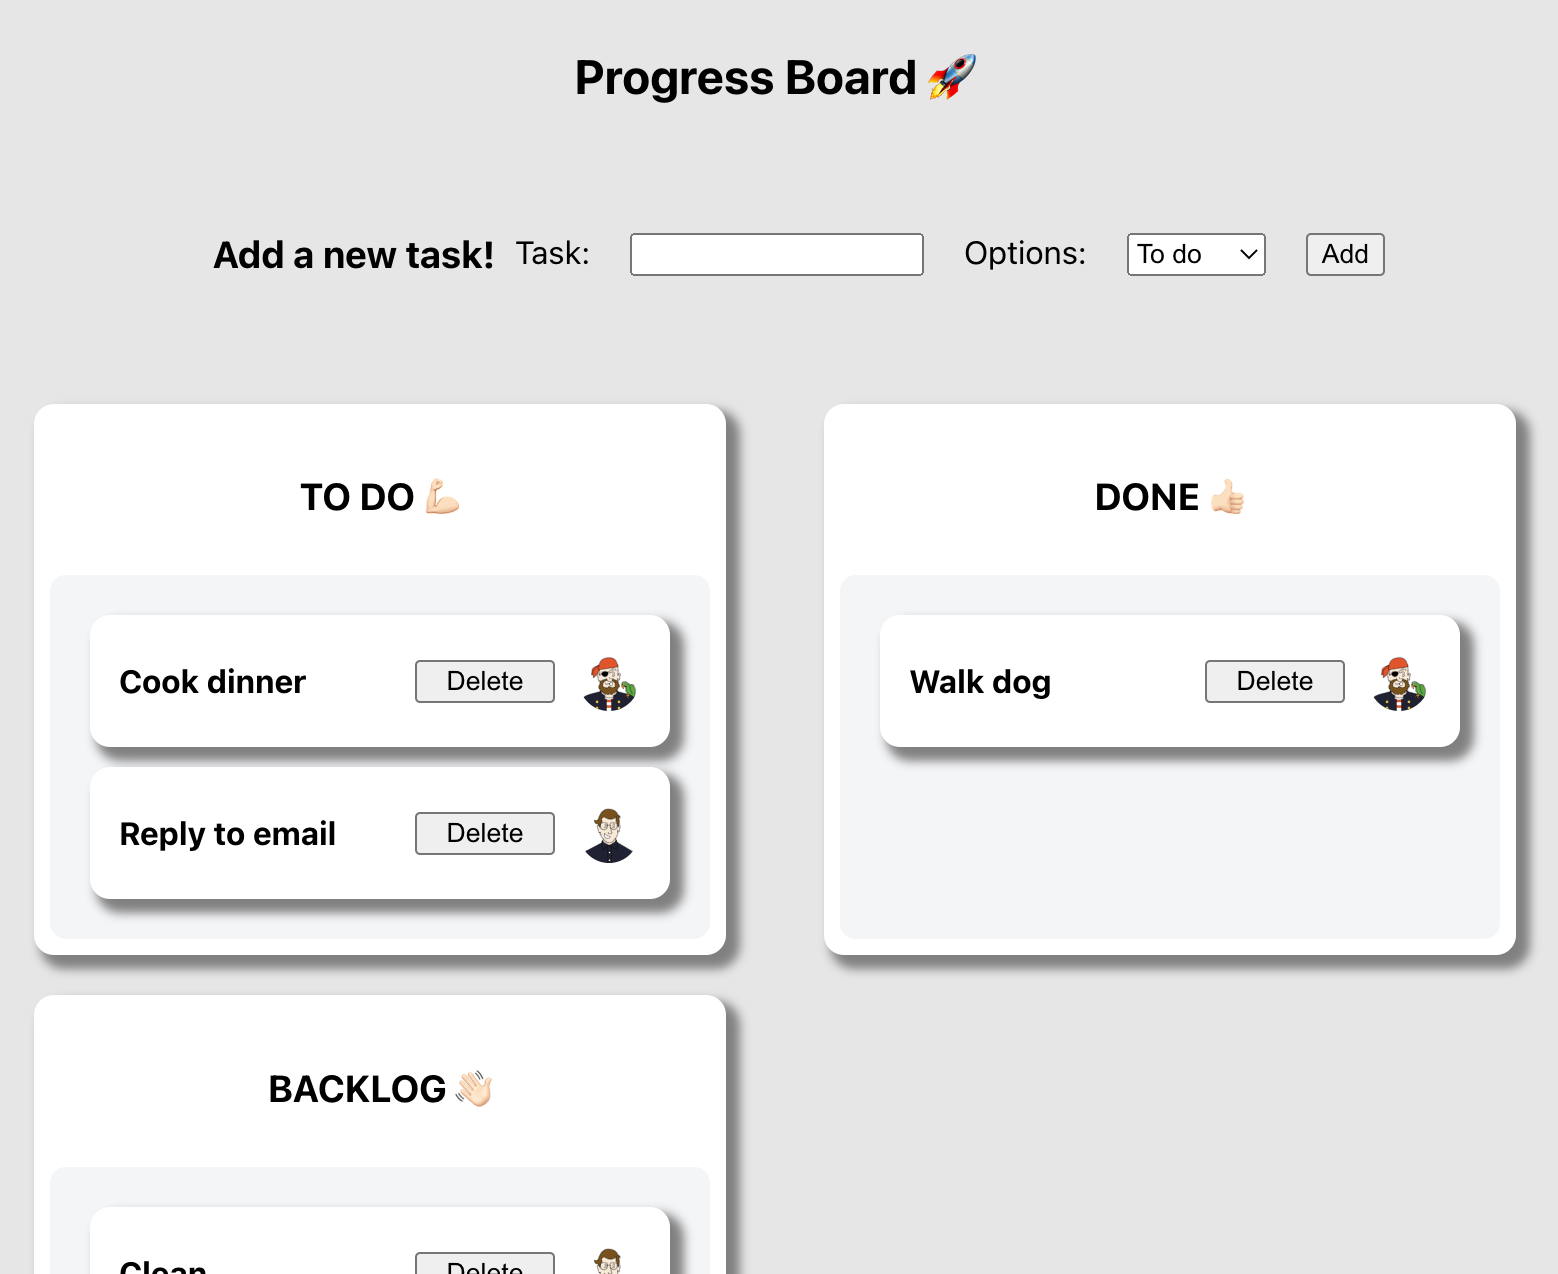 Progress Board 🚀
Add a new task! Task: Options: To do Add
TO DO 💪🏻
Cook dinner Delete
Reply to email Delete
DONE 👍🏻
Walk dog Delete
BACKLOG 👋🏻
Clean Delete